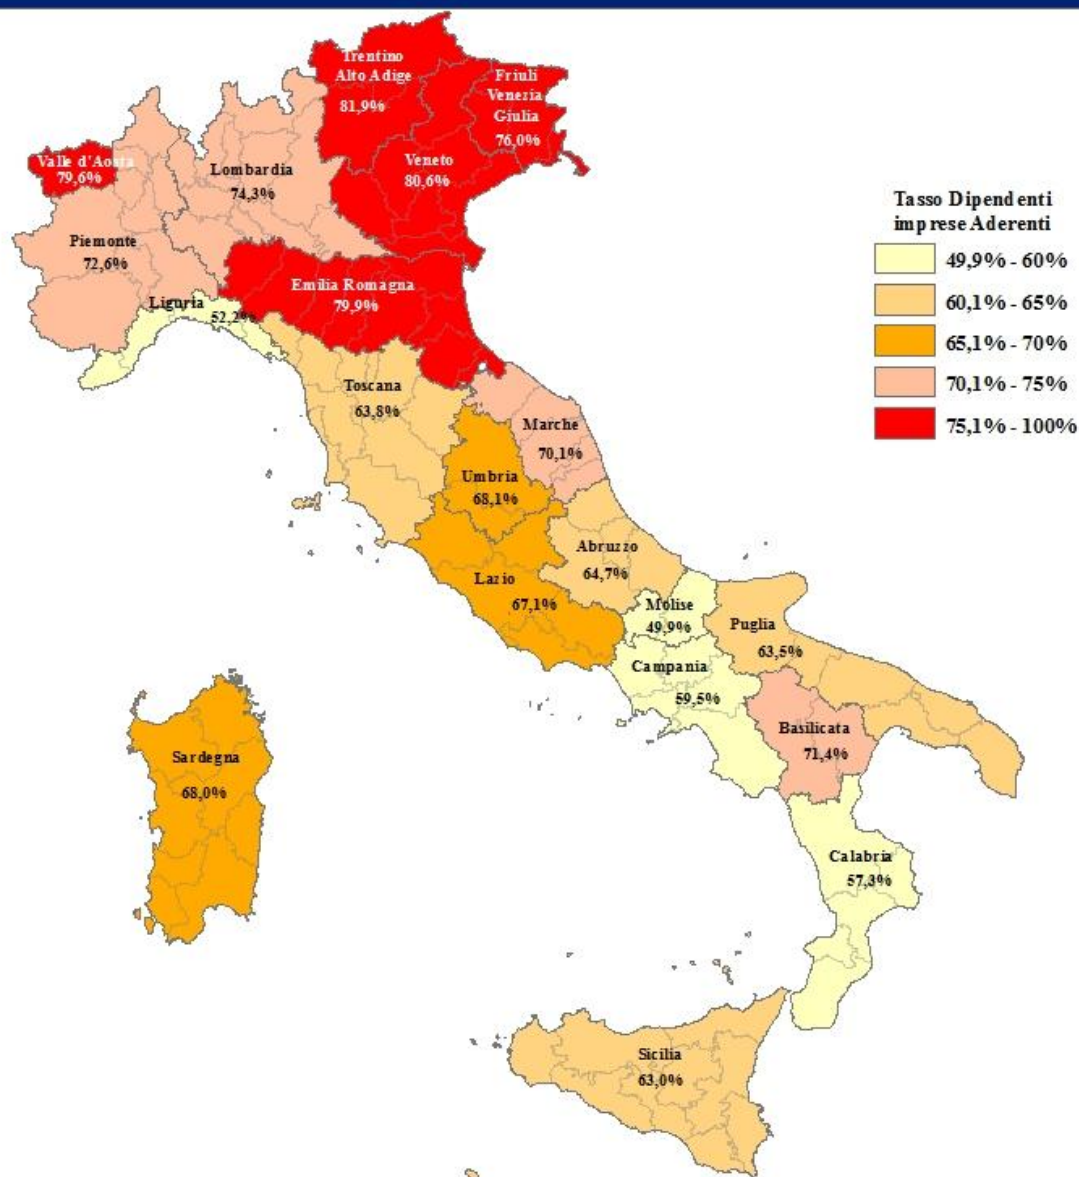 Trentino
Alto Adige
81,9%
Friuli
Venezia
Giulia
76,0%
Valle d'Aosta
79,6%
Lombardia
74,3%
Veneto
80,6%
Piemonte
72,6%
Emilia Romagna
79,9%
Liguria
52,2%
Toscana
63,8%
Marche
70,1%
Umbria
68,1%
Abruzzo
64,7%
Lazio
67,1%
Molise
49,9%
Puglia
63,5%
Campania
59,5%
Basilicata
71,4%
Sardegna
68,0%
Calabria
57,3%
Sicilia
63,0%
Tasso Dipendenti
imprese Aderenti
49,9% - 60%
60,1% - 65%
65,1% - 70%
70,1% - 75%
75,1% - 100%